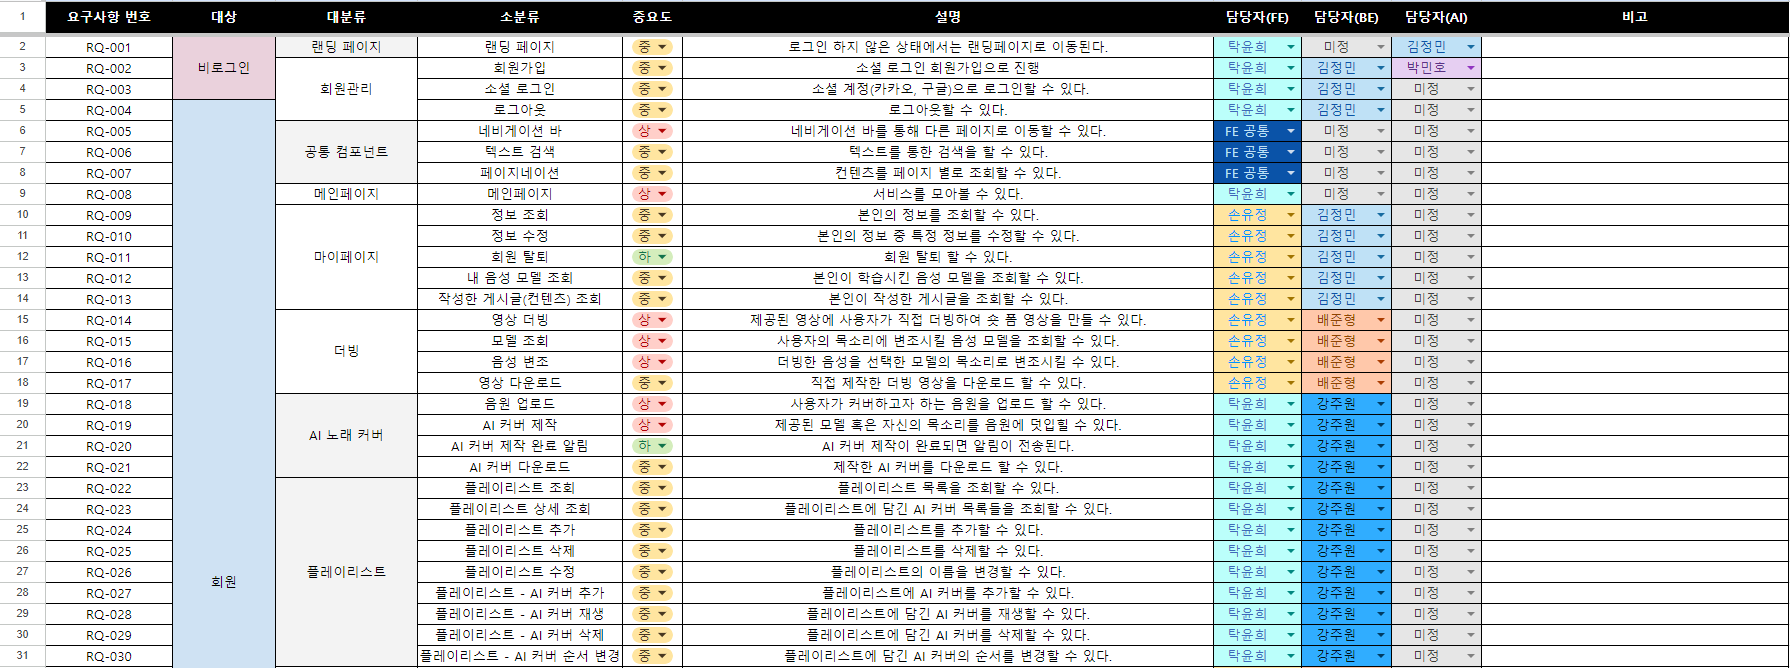 1 요구사항 번호 대상 대분류 소분류 중요도 설명 담당자(FE) 담당자(BE) 담당자(AI) 비고
2 RQ-001 비로그인 랜딩 페이지 랜딩 페이지 중 로그인 하지 않은 상태에서는 랜딩페이지로 이동된다. 탁윤희 미정 김정민
3 RQ-002 회원관리 회원가입 중 소셜 로그인 회원가입으로 진행 탁윤희 김정민 박민호
4 RQ-003 소셜 로그인 중 소셜 계정(카카오, 구글)으로 로그인할 수 있다. 탁윤희 김정민 미정
5 RQ-004 회원 로그아웃 중 로그아웃할 수 있다. 탁윤희 김정민 미정
6 RQ-005 공통 컴포넌트 네비게이션 바 상 네비게이션 바를 통해 다른 페이지로 이동할 수 있다. FE 공통 미정 미정
7 RQ-006 텍스트 검색 중 텍스트를 통한 검색을 할 수 있다. FE 공통 미정 미정
8 RQ-007 페이지네이션 중 컨텐츠를 페이지 별로 조회할 수 있다. FE 공통 미정 미정
9 RQ-008 메인페이지 메인페이지 상 서비스를 모아볼 수 있다. 탁윤희 미정 미정
10 RQ-009 마이페이지 정보 조회 중 본인의 정보를 조회할 수 있다. 손유정 김정민 미정
11 RQ-010 정보 수정 중 본인의 정보 중 특정 정보를 수정할 수 있다. 손유정 김정민 미정
12 RQ-011 회원 탈퇴 하 회원 탈퇴 할 수 있다. 손유정 김정민 미정
13 RQ-012 내 음성 모델 조회 중 본인이 학습시킨 음성 모델을 조회할 수 있다. 손유정 김정민 미정
14 RQ-013 작성한 게시글(컨텐츠) 조회 중 본인이 작성한 게시글을 조회할 수 있다. 손유정 김정민 미정
15 RQ-014 더빙 영상 더빙 상 제공된 영상에 사용자가 직접 더빙하여 숏 폼 영상을 만들 수 있다. 손유정 배준형 미정
16 RQ-015 모델 조회 상 사용자의 목소리에 변조시킬 음성 모델을 조회할 수 있다. 손유정 배준형 미정
17 RQ-016 음성 변조 상 더빙한 음성을 선택한 모델의 목소리로 변조시킬 수 있다. 손유정 배준형 미정
18 RQ-017 영상 다운로드 중 직접 제작한 더빙 영상을 다운로드 할 수 있다. 손유정 배준형 미정
19 RQ-018 AI 노래 커버 음원 업로드 상 사용자가 커버하고자 하는 음원을 업로드 할 수 있다. 탁윤희 강주원 미정
20 RQ-019 AI 커버 제작 상 제공된 모델 혹은 자신의 목소리를 음원에 덧입힐 수 있다. 탁윤희 강주원 미정
21 RQ-020 AI 커버 제작 완료 알림 하 AI 커버 제작이 완료되면 알림이 전송된다. 탁윤희 강주원 미정
22 RQ-021 AI 커버 다운로드 중 제작한 AI 커버를 다운로드 할 수 있다. 탁윤희 강주원 미정
23 RQ-022 플레이리스트 플레이리스트 조회 중 플레이리스트 목록을 조회할 수 있다. 탁윤희 강주원 미정
24 RQ-023 플레이리스트 상세 조회 중 플레이리스트에 담긴 AI 커버 목록들을 조회할 수 있다. 탁윤희 강주원 미정
25 RQ-024 플레이리스트 추가 중 플레이리스트를 추가할 수 있다. 탁윤희 강주원 미정
26 RQ-025 플레이리스트 삭제 중 플레이리스트를 삭제할 수 있다. 탁윤희 강주원 미정
27 RQ-026 플레이리스트 수정 중 플레이리스트의 이름을 변경할 수 있다. 탁윤희 강주원 미정
28 RQ-027 플레이리스트 - AI 커버 추가 중 플레이리스트에 AI 커버를 추가할 수 있다. 탁윤희 강주원 미정
29 RQ-028 플레이리스트 - AI 커버 재생 중 플레이리스트에 담긴 AI 커버를 재생할 수 있다. 탁윤희 강주원 미정
30 RQ-029 플레이리스트 - AI 커버 삭제 중 플레이리스트에 담긴 AI 커버를 삭제할 수 있다. 탁윤희 강주원 미정
31 RQ-030 플레이리스트 - AI 커버 순서 변경 중 플레이리스트에 담긴 AI 커버의 순서를 변경할 수 있다. 탁윤희 강주원 미정